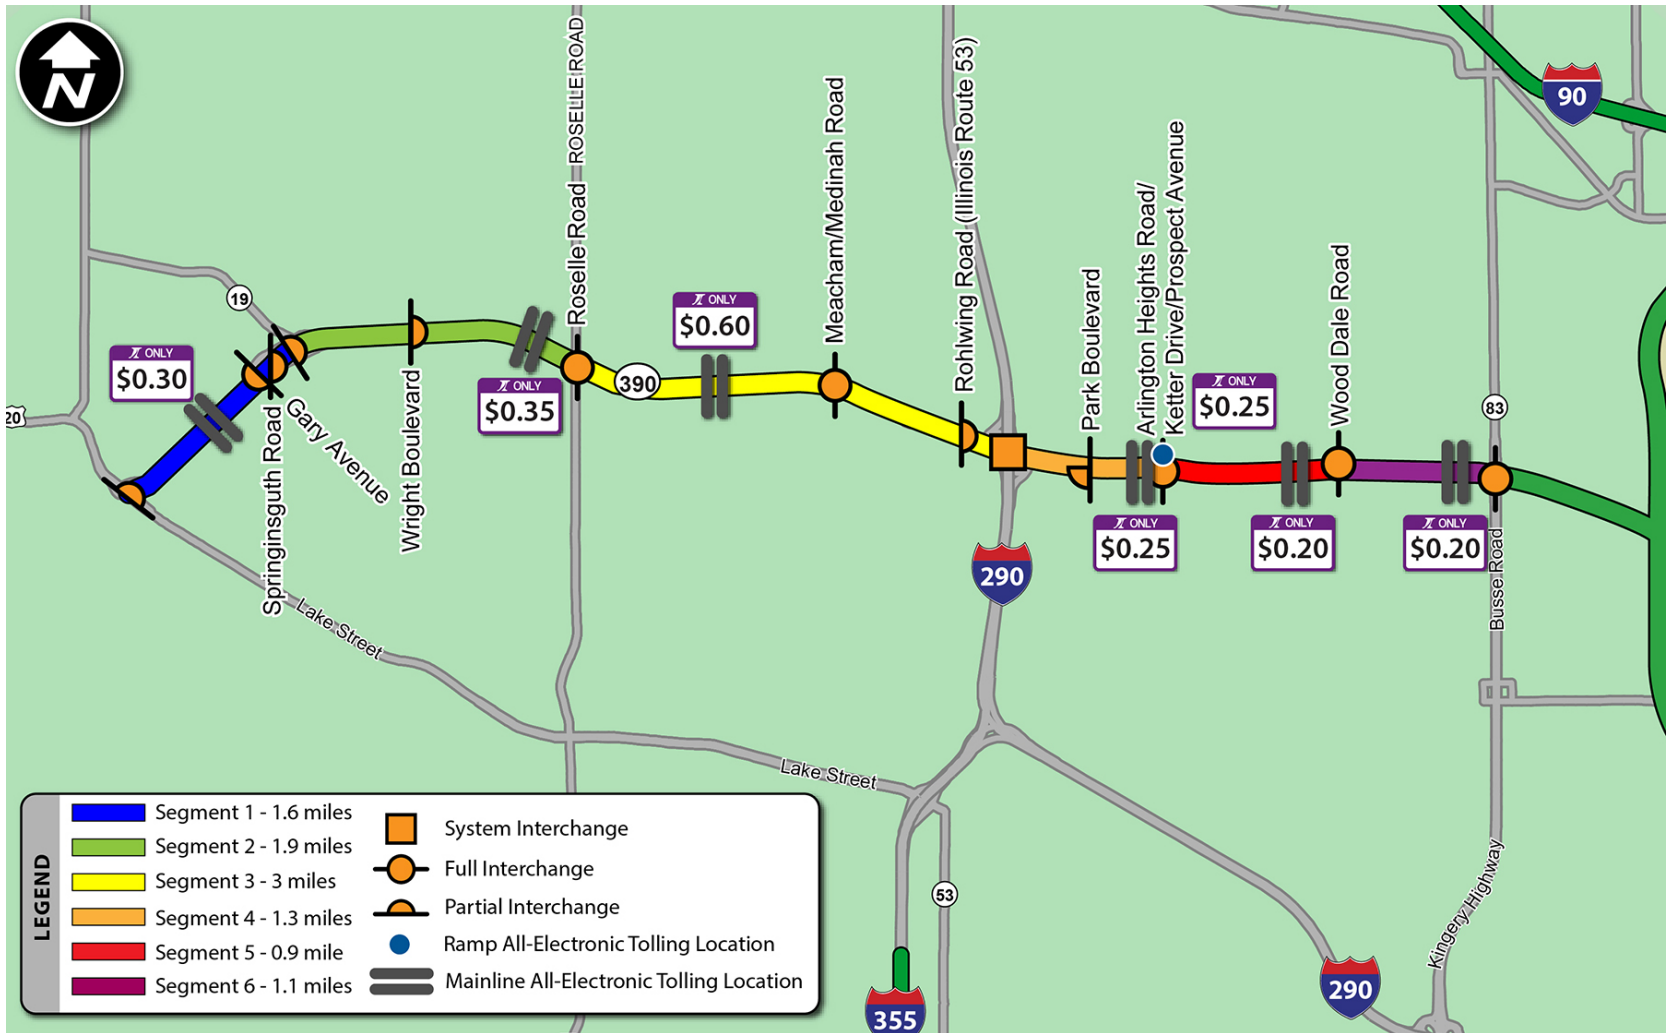 N
ROSELLE ROAD
Roselle Road
Meacham/Medinah Road
Rohlwing Road (Illinois Route 53)
Park Boulevard
Arlington Heights Road/
Ketter Drive/Prospect Avenue
Wood Dale Road
90
19
20
ONLY
$0.30
ONLY
$0.35
ONLY
$0.60
390
ONLY
$0.25
ONLY
$0.25
ONLY
$0.20
ONLY
$0.20
83
Springinsguth Road
Gary Avenue
Wright Boulevard
290
Busse Road
Lake Street
Lake Street
53
Kingery Highway
290
355
LEGEND
Segment 1 - 1.6 miles
Segment 2 - 1.9 miles
Segment 3 - 3 miles
Segment 4 - 1.3 miles
Segment 5 - 0.9 mile
Segment 6 - 1.1 miles
System Interchange
Full Interchange
Partial Interchange
Ramp All-Electronic Tolling Location
Mainline All-Electronic Tolling Location